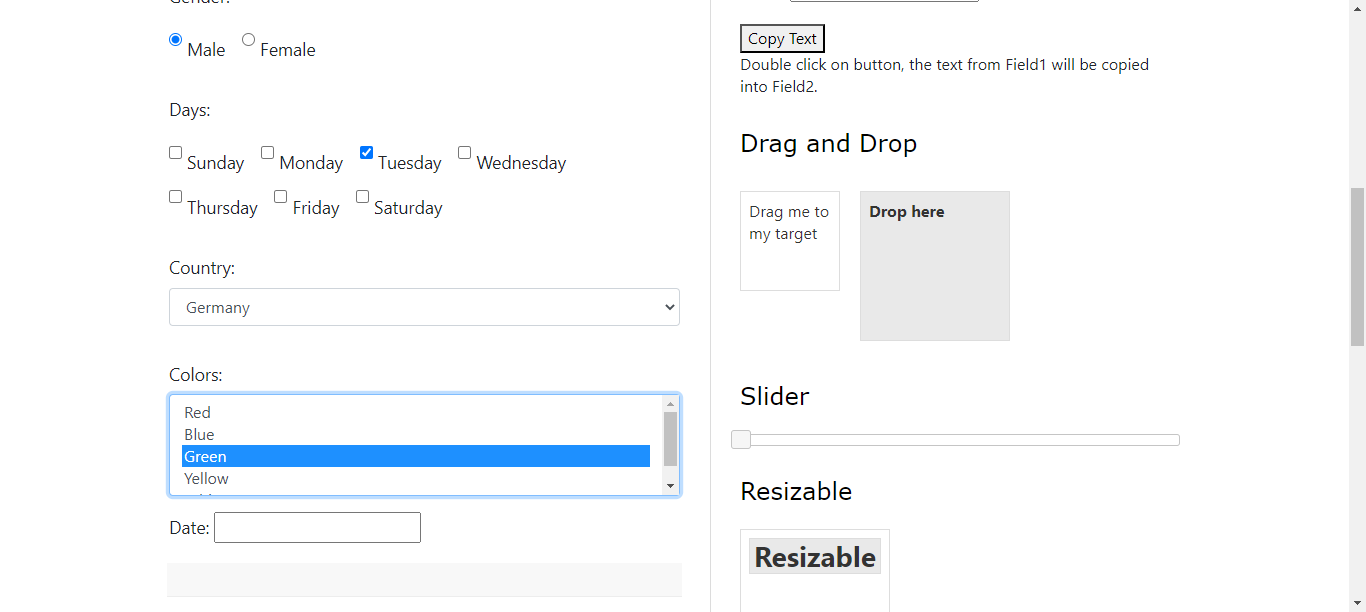 Gender:
Male Female
Days:
Sunday Monday Tuesday Wednesday
Thursday Friday Saturday
Country:
Germany
Colors:
Red
Blue
Green
Yellow
Date:
Copy Text
Double click on button, the text from Field1 will be copied
into Field2.
Drag and Drop
Drag me to
my target
Drop here
Slider
Resizable
Resizable